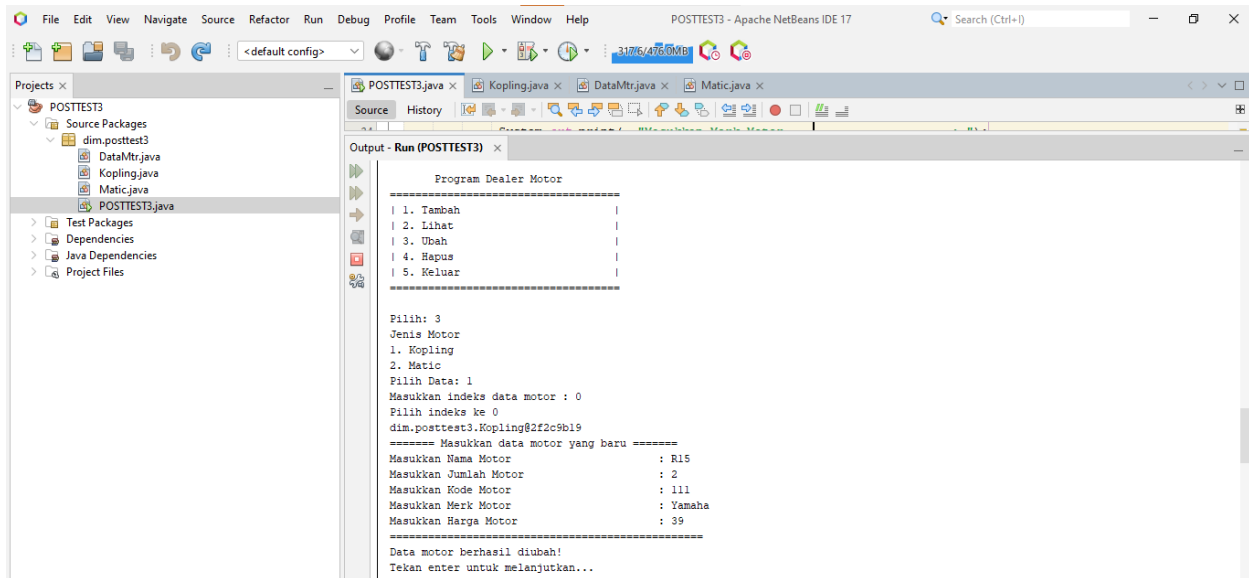 File Edit View Navigate Source Refactor Run Debug Profile Team Tools Window Help POSTTEST3 - Apache NetBeans IDE 17 Search (Ctrl+I)
<default config> 317.6/476.0MB
Projects
POSTTEST3
Source Packages
dim.posttest3
DataMtr.java
Kopling.java
Matic.java
POSTTEST3.java
Test Packages
Dependencies
Java Dependencies
Project Files
POSTTEST3.java Kopling.java DataMtr.java Matic.java
Source History
Output - Run (POSTTEST3)
Program Dealer Motor
====================================
| 1. Tambah |
| 2. Lihat |
| 3. Ubah |
| 4. Hapus |
| 5. Keluar |
====================================
Pilih: 3
Jenis Motor
1. Kopling
2. Matic
Pilih Data: 1
Masukkan indeks data motor : 0
Pilih indeks ke 0
dim.posttest3.Kopling@2f2c9b19
======= Masukkan data motor yang baru =======
Masukkan Nama Motor : R15
Masukkan Jumlah Motor : 2
Masukkan Kode Motor : 111
Masukkan Merk Motor : Yamaha
Masukkan Harga Motor : 39
=================================================
Data motor berhasil diubah!
Tekan enter untuk melanjutkan...